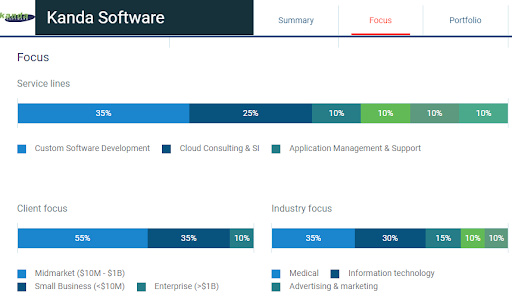 kanda
Kanda Software
Summary
Focus
Portfolio
Focus
Service lines
35% 25% 10% 10% 10% 10%
Custom Software Development Cloud Consulting & SI Application Management & Support
Client focus
55% 35% 10%
Midmarket ($10M - $1B)
Small Business (<$10M) Enterprise (>$1B)
Industry focus
35% 30% 15% 10% 10%
Medical Information technology
Advertising & marketing